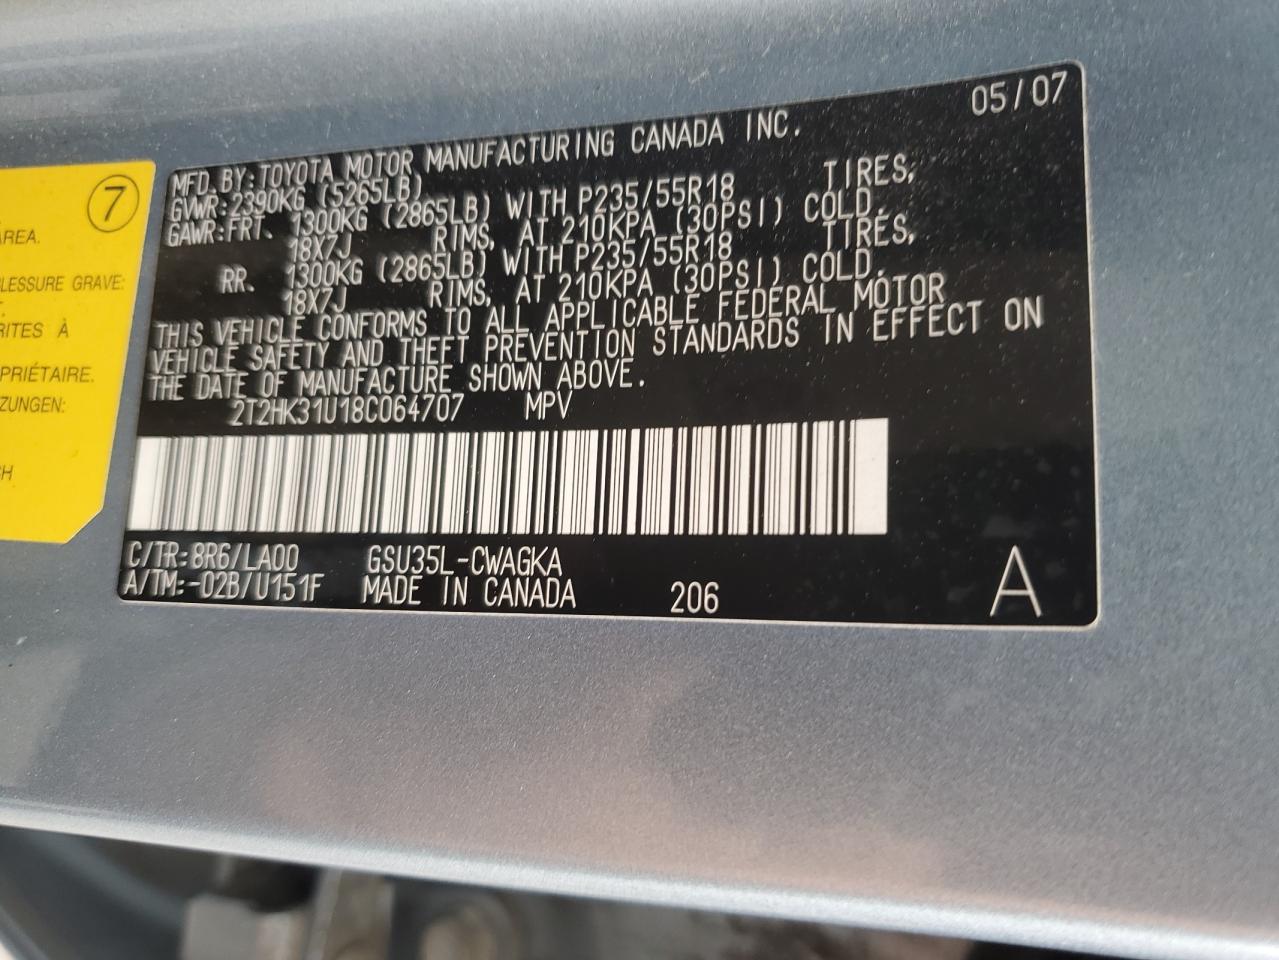 05/07
MFD. BY: TOYOTA MOTOR MANUFACTURING CANADA INC.
GVWR: 2390KG (5265LB)
GAWR: FRT. 1300KG (2865LB) WITH P235/55R18 TIRES,
18X7J RIMS, AT 210KPA (30PSI) COLD.
RR. 1300KG (2865LB) WITH P235/55R18 TIRES,
18X7J RIMS, AT 210KPA (30PSI) COLD.
THIS VEHICLE CONFORMS TO ALL APPLICABLE FEDERAL MOTOR
VEHICLE SAFETY AND THEFT PREVENTION STANDARDS IN EFFECT ON
THE DATE OF MANUFACTURE SHOWN ABOVE.
2T2HK31U18C064707 MPV
C/TR: 8R6/LA00 GSU35L-CWAGKA
A/TM: -02B/U151F MADE IN CANADA 206 A
7
AREA.
LESSURE GRAVE:
RITES À
PRIÉTAIRE.
ZUNGEN:
CH